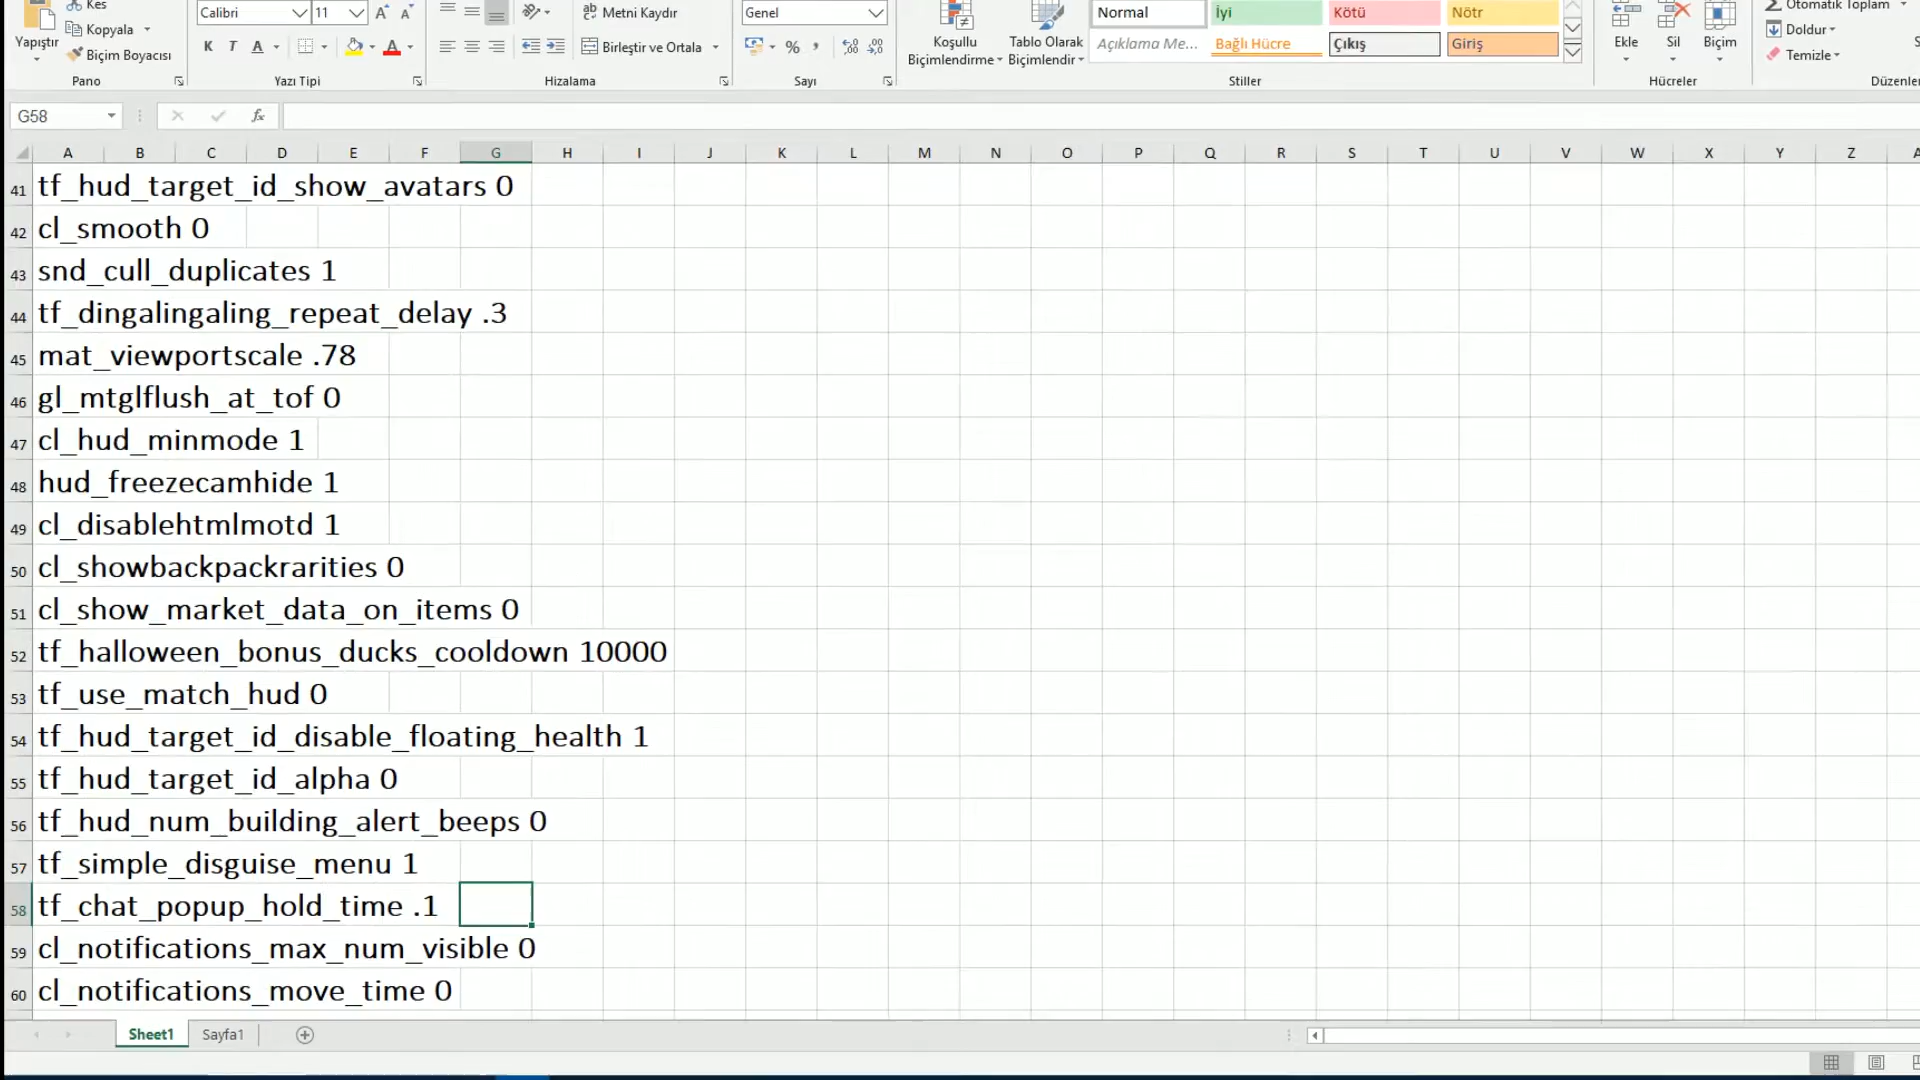 Kes
Calibri 11
Metni Kaydır
Genel
Normal İyi Kötü Nötr
Otomatik Toplam
Yapıştır
Kopyala
Biçim Boyacısı
K T A
Birleştir ve Ortala
%
Koşullu Biçimlendirme
Tablo Olarak Biçimlendir
Açıklama Me... Bağlı Hücre Çıkış Giriş
Ekle Sil Biçim
Doldur
Temizle
Pano Yazı Tipi Hizalama Sayı Stiller Hücreler Düzenle
G58 fx
A B C D E F G H I J K L M N O P Q R S T U V W X Y Z
41 tf_hud_target_id_show_avatars 0
42 cl_smooth 0
43 snd_cull_duplicates 1
44 tf_dingalingaling_repeat_delay .3
45 mat_viewportscale .78
46 gl_mtglflush_at_tof 0
47 cl_hud_minmode 1
48 hud_freezecamhide 1
49 cl_disablehtmlmotd 1
50 cl_showbackpackrarities 0
51 cl_show_market_data_on_items 0
52 tf_halloween_bonus_ducks_cooldown 10000
53 tf_use_match_hud 0
54 tf_hud_target_id_disable_floating_health 1
55 tf_hud_target_id_alpha 0
56 tf_hud_num_building_alert_beeps 0
57 tf_simple_disguise_menu 1
58 tf_chat_popup_hold_time .1
59 cl_notifications_max_num_visible 0
60 cl_notifications_move_time 0
Sheet1 Sayfa1